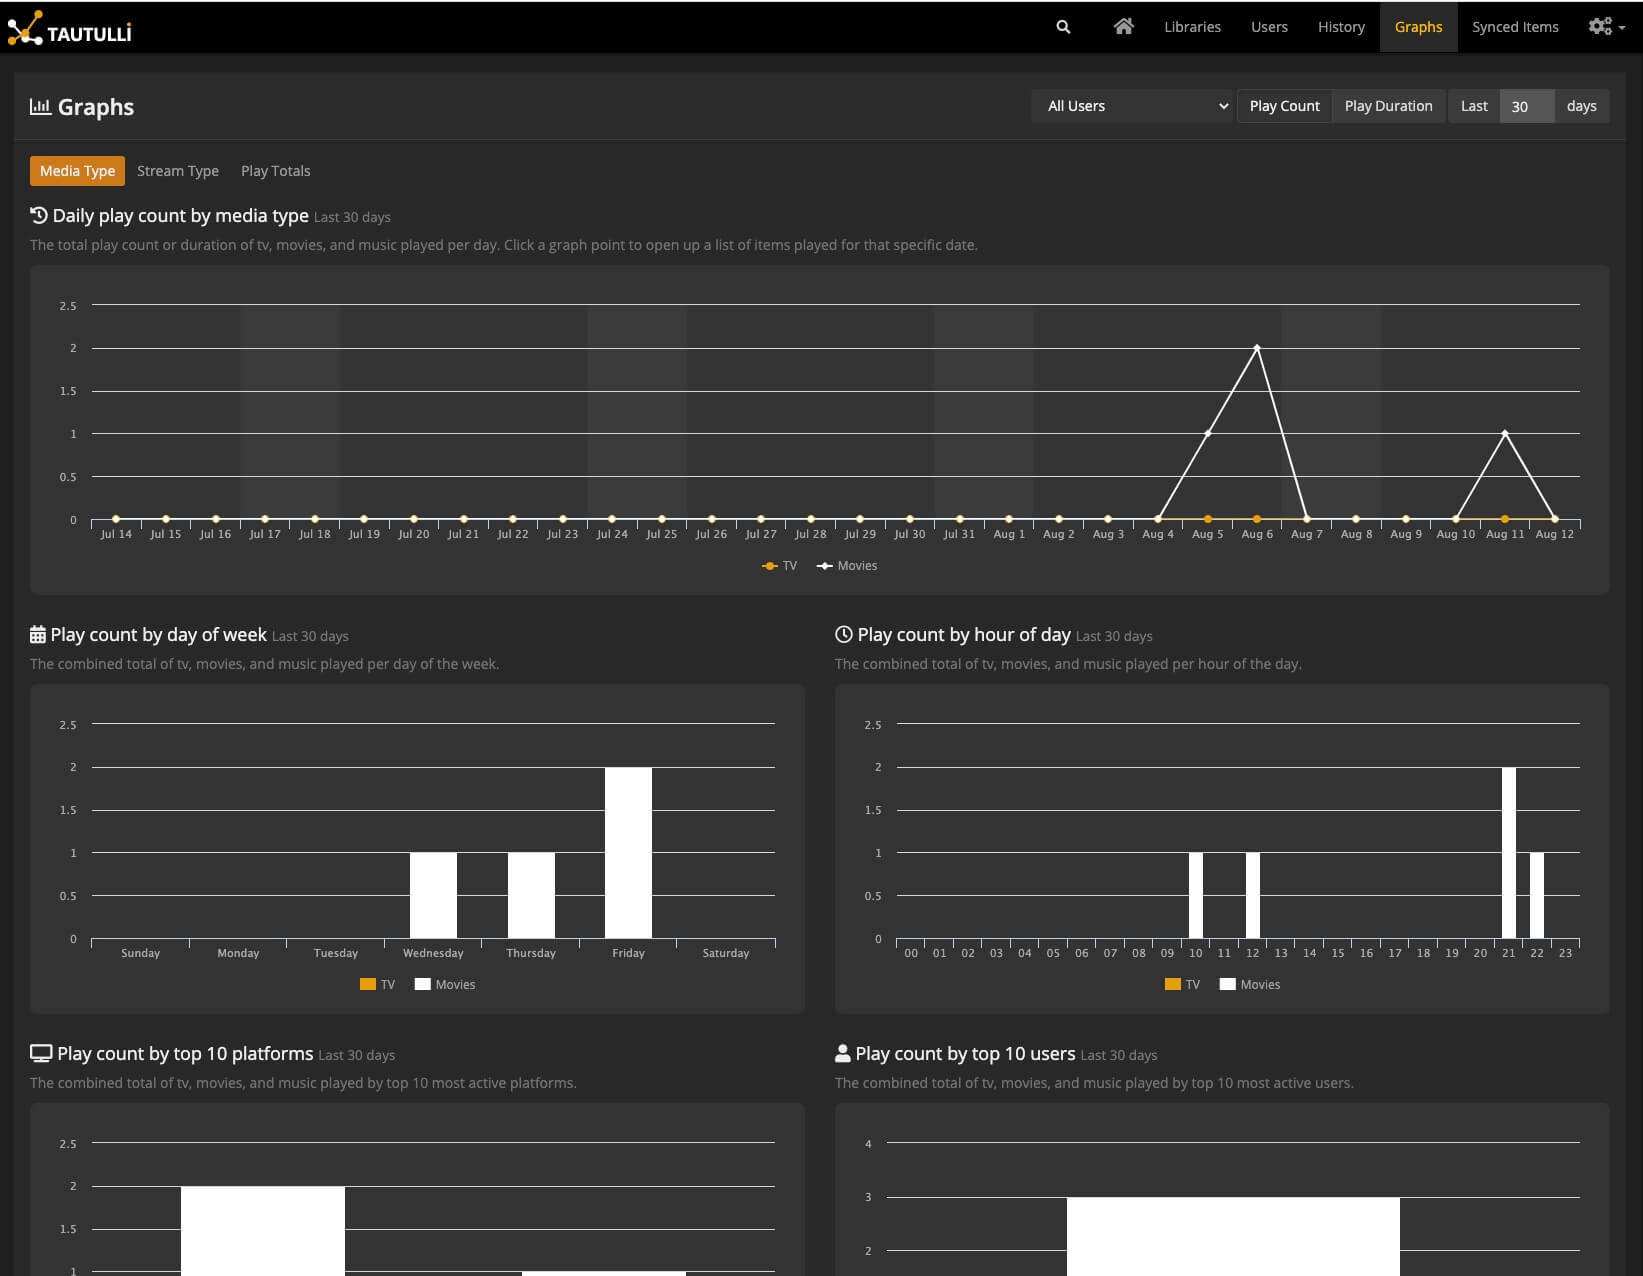 TAUTULLI
Libraries Users History Graphs Synced Items
Graphs
All Users Play Count Play Duration Last 30 days
Media Type Stream Type Play Totals
Daily play count by media type Last 30 days
The total play count or duration of tv, movies, and music played per day. Click a graph point to open up a list of items played for that specific date.
2.5
2
1.5
1
0.5
0
Jul 14 Jul 15 Jul 16 Jul 17 Jul 18 Jul 19 Jul 20 Jul 21 Jul 22 Jul 23 Jul 24 Jul 25 Jul 26 Jul 27 Jul 28 Jul 29 Jul 30 Jul 31 Aug 1 Aug 2 Aug 3 Aug 4 Aug 5 Aug 6 Aug 7 Aug 8 Aug 9 Aug 10 Aug 11 Aug 12
TV Movies
Play count by day of week Last 30 days
The combined total of tv, movies, and music played per day of the week.
2.5
2
1.5
1
0.5
0
Sunday Monday Tuesday Wednesday Thursday Friday Saturday
TV Movies
Play count by hour of day Last 30 days
The combined total of tv, movies, and music played per hour of the day.
2.5
2
1.5
1
0.5
0
00 01 02 03 04 05 06 07 08 09 10 11 12 13 14 15 16 17 18 19 20 21 22 23
TV Movies
Play count by top 10 platforms Last 30 days
The combined total of tv, movies, and music played by top 10 most active platforms.
2.5
2
1.5
1
Play count by top 10 users Last 30 days
The combined total of tv, movies, and music played by top 10 most active users.
4
3
2